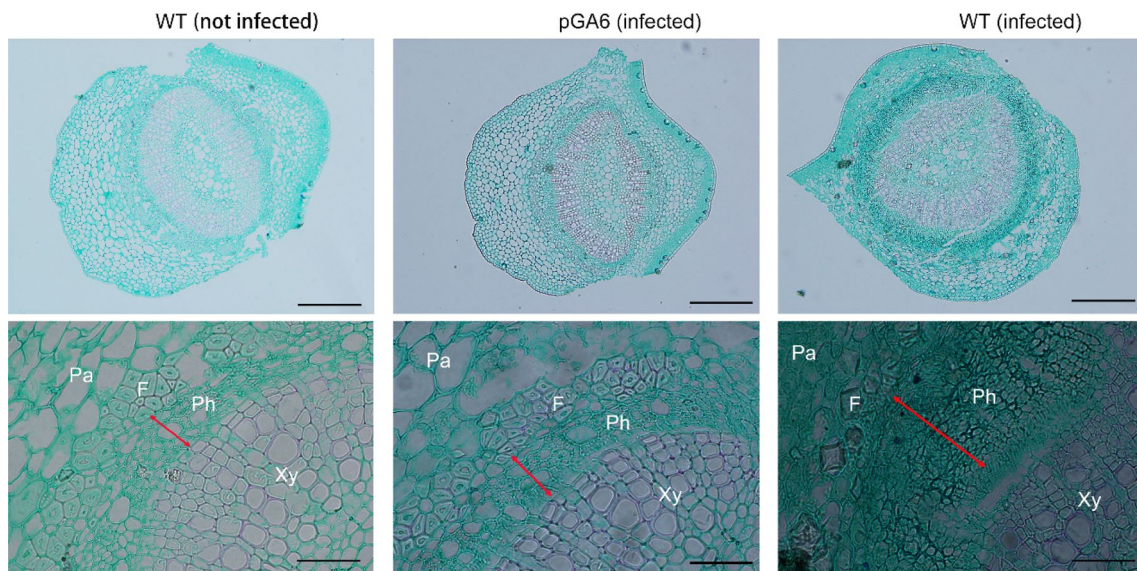 WT (not infected)
pGA6 (infected)
WT (infected)
Pa
F
Ph
Xy
Pa
F
Ph
Xy
Pa
F
Ph
Xy